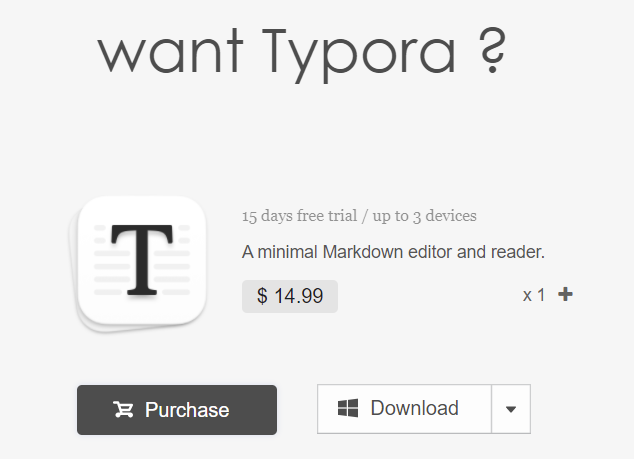 want Typora ?
15 days free trial / up to 3 devices
A minimal Markdown editor and reader.
T
$ 14.99
x 1 +
Purchase
Download